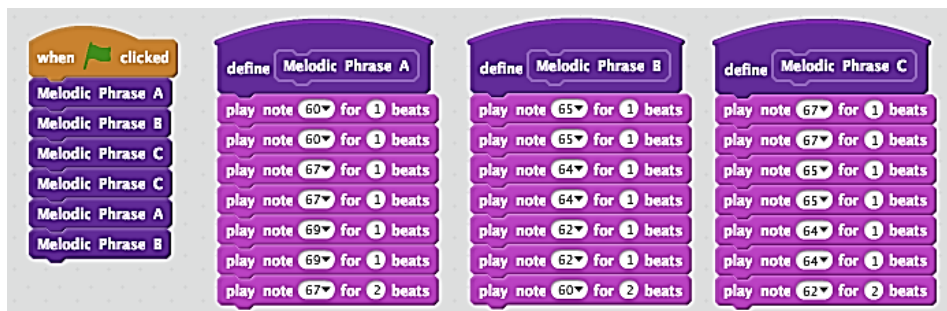 when clicked
Melodic Phrase A
Melodic Phrase B
Melodic Phrase C
Melodic Phrase C
Melodic Phrase A
Melodic Phrase B
define Melodic Phrase A
play note 60 for 1 beats
play note 60 for 1 beats
play note 67 for 1 beats
play note 67 for 1 beats
play note 69 for 1 beats
play note 69 for 1 beats
play note 67 for 2 beats
define Melodic Phrase B
play note 65 for 1 beats
play note 65 for 1 beats
play note 64 for 1 beats
play note 64 for 1 beats
play note 62 for 1 beats
play note 62 for 1 beats
play note 60 for 2 beats
define Melodic Phrase C
play note 67 for 1 beats
play note 67 for 1 beats
play note 65 for 1 beats
play note 65 for 1 beats
play note 64 for 1 beats
play note 64 for 1 beats
play note 62 for 2 beats